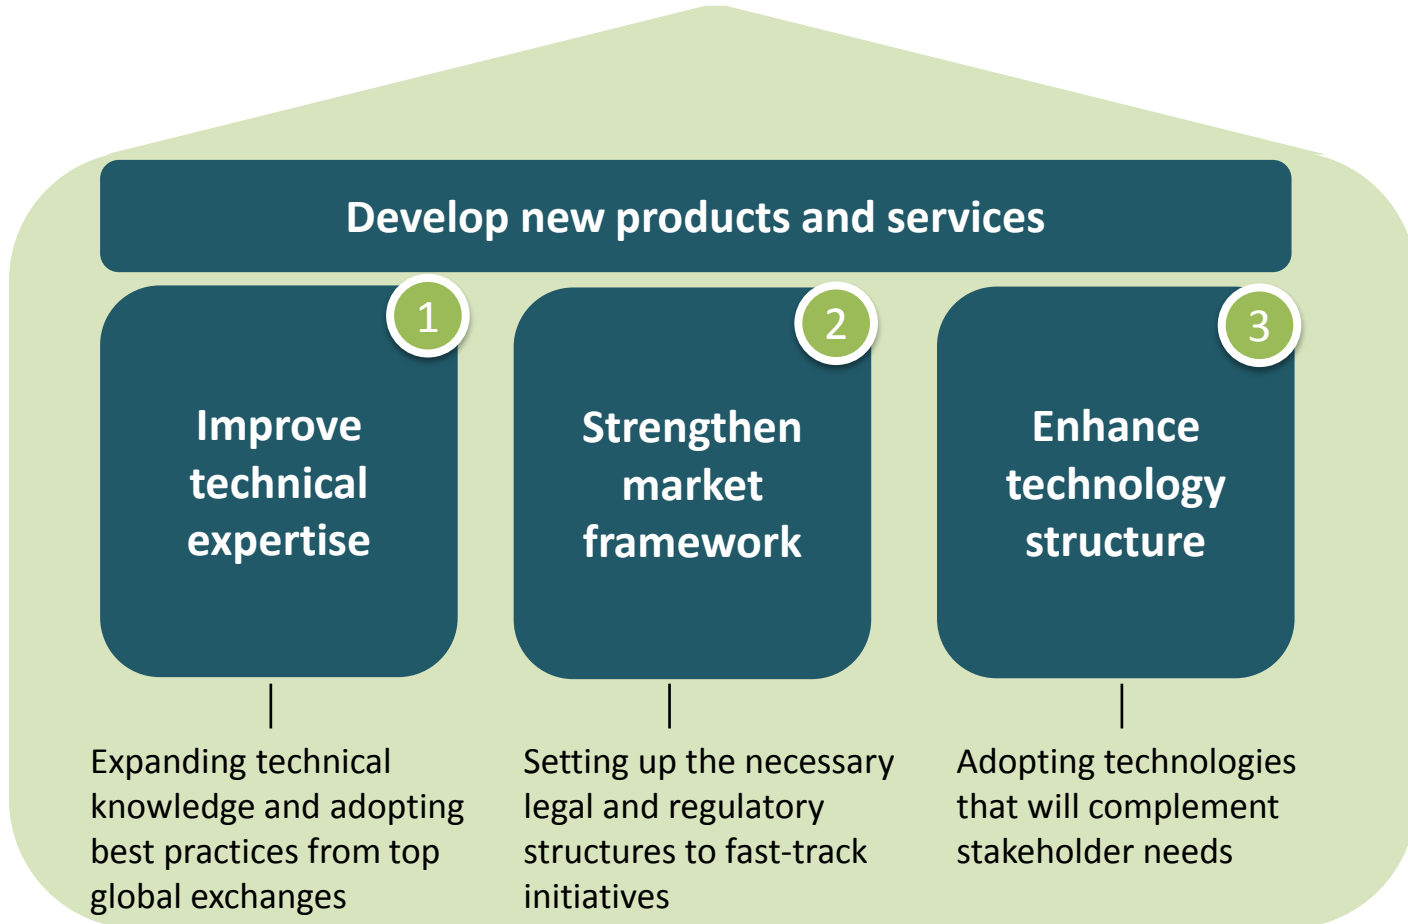 Develop new products and services
1
Improve
technical
expertise
2
Strengthen
market
framework
3
Enhance
technology
structure
Expanding technical
knowledge and adopting
best practices from top
global exchanges
Setting up the necessary
legal and regulatory
structures to fast-track
initiatives
Adopting technologies
that will complement
stakeholder needs